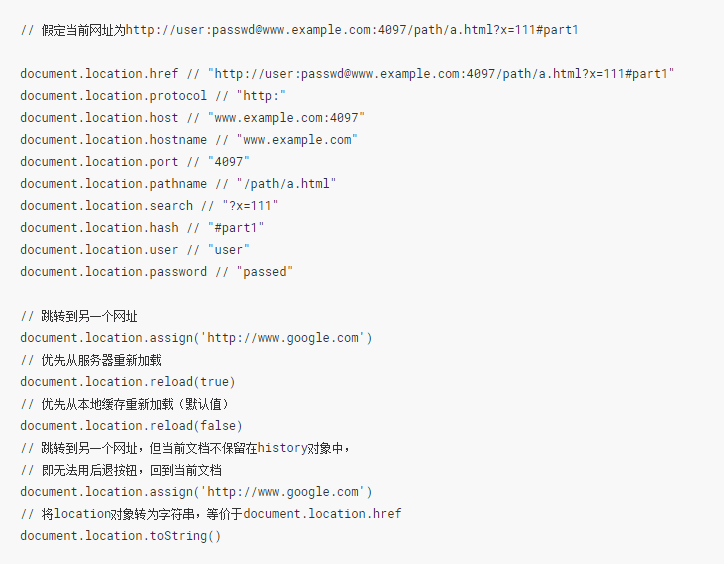 // 假定当前网址为http://user:passwd@www.example.com:4097/path/a.html?x=111#part1
document.location.href // "http://user:passwd@www.example.com:4097/path/a.html?x=111#part1"
document.location.protocol // "http:"
document.location.host // "www.example.com:4097"
document.location.hostname // "www.example.com"
document.location.port // "4097"
document.location.pathname // "/path/a.html"
document.location.search // "?x=111"
document.location.hash // "#part1"
document.location.user // "user"
document.location.password // "passed"
// 跳转到另一个网址
document.location.assign('http://www.google.com')
// 优先从服务器重新加载
document.location.reload(true)
// 优先从本地缓存重新加载（默认值）
document.location.reload(false)
// 跳转到另一个网址，但当前文档不保留在history对象中，
// 即无法用后退按钮，回到当前文档
document.location.assign('http://www.google.com')
// 将location对象转为字符串，等价于document.location.href
document.location.toString()